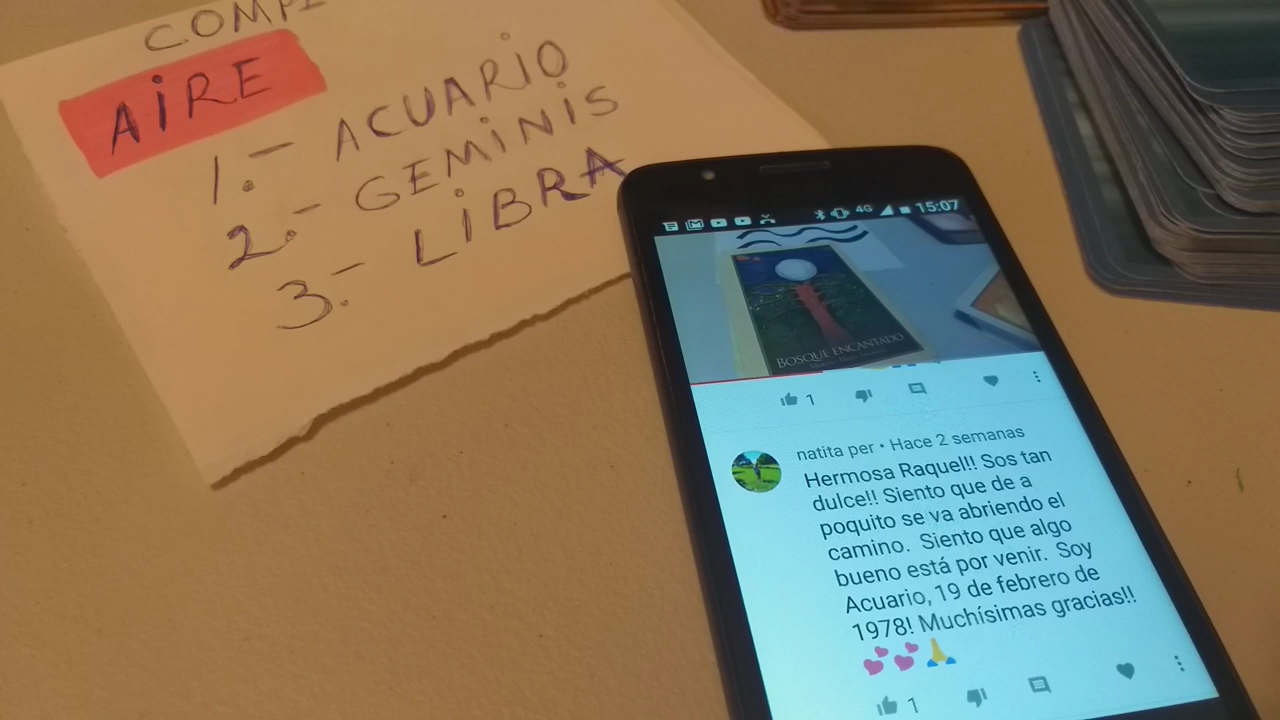 AIRE
1.- ACUARIO
2.- GEMINIS
3.- LIBRA
4G 15:07
BOSQUE ENCANTADO
1
natita per • Hace 2 semanas
Hermosa Raquel!! Sos tan
dulce!! Siento que de a
poquito se va abriendo el
camino. Siento que algo
bueno está por venir. Soy
Acuario, 19 de febrero de
1978! Muchísimas gracias!!
💕💕🙏
1